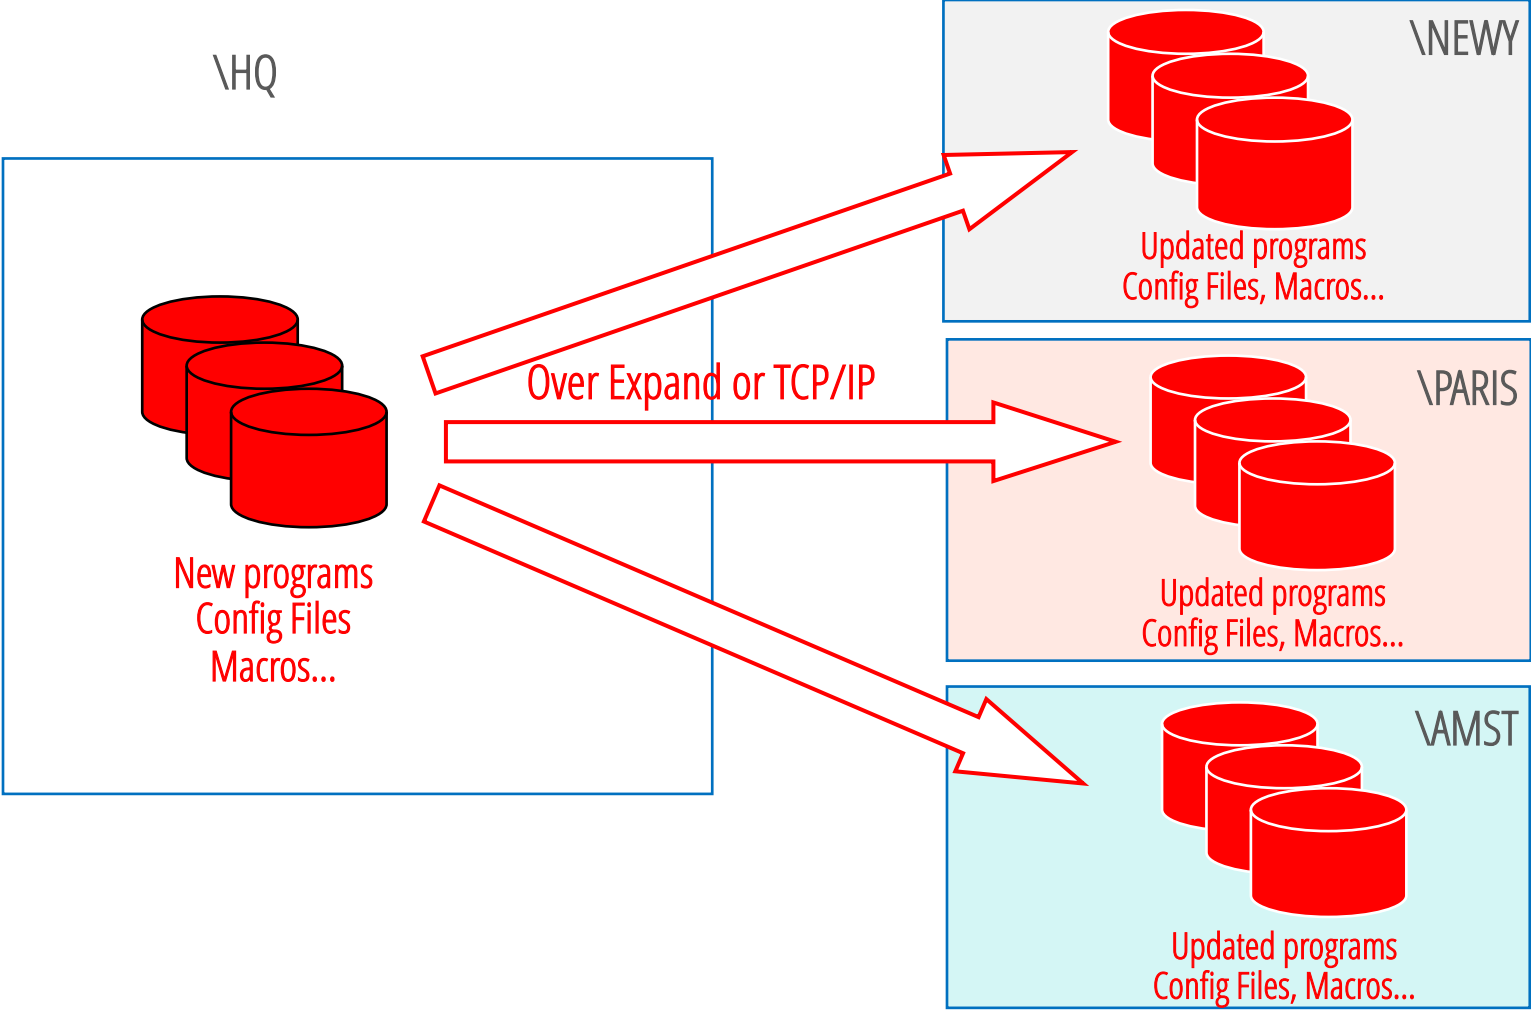 \HQ
New programs
Config Files
Macros...
Over Expand or TCP/IP
\NEWY
Updated programs
Config Files, Macros...
\PARIS
Updated programs
Config Files, Macros...
\AMST
Updated programs
Config Files, Macros...